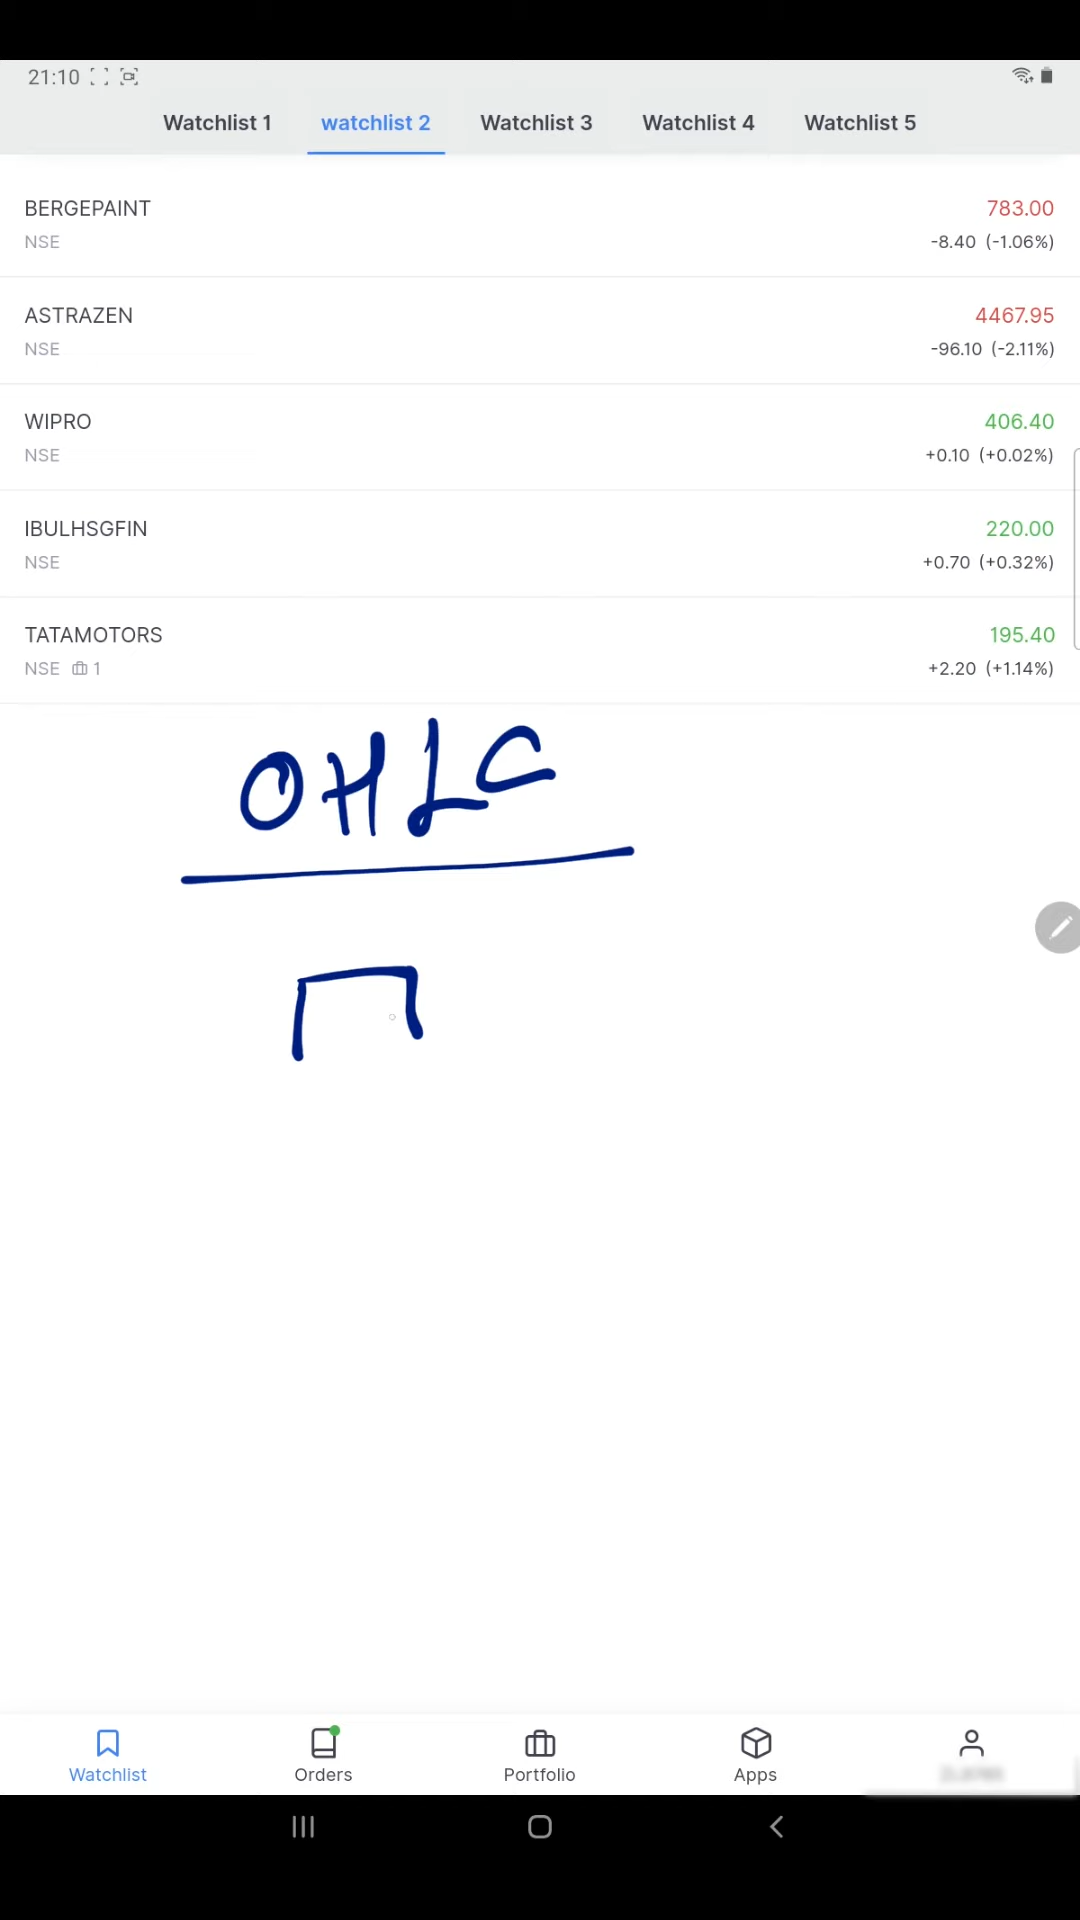 21:10
Watchlist 1 watchlist 2 Watchlist 3 Watchlist 4 Watchlist 5
BERGEPAINT 783.00
NSE -8.40 (-1.06%)
ASTRAZEN 4467.95
NSE -96.10 (-2.11%)
WIPRO 406.40
NSE +0.10 (+0.02%)
IBULHSGFIN 220.00
NSE +0.70 (+0.32%)
TATAMOTORS 195.40
NSE 1 +2.20 (+1.14%)
OHLC
Watchlist Orders Portfolio Apps